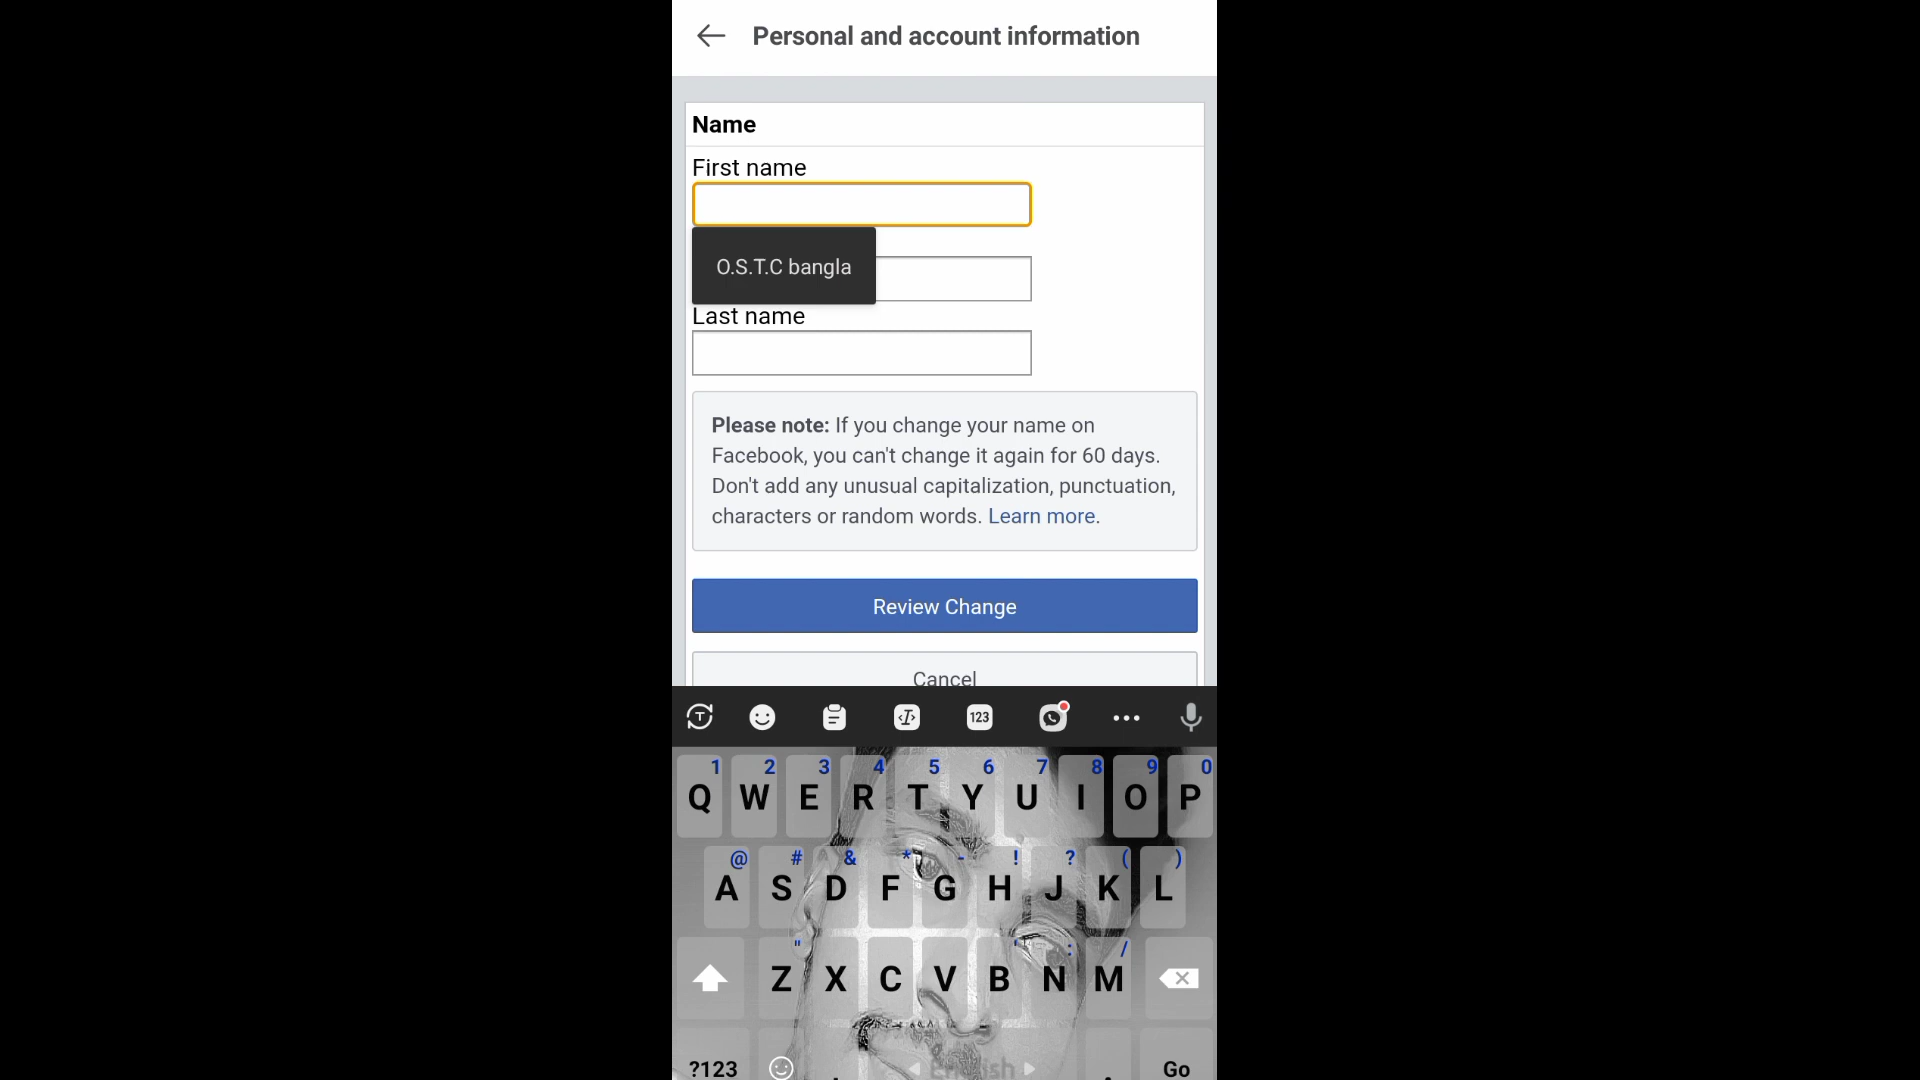 Personal and account information
Name
First name
O.S.T.C bangla
Last name
Please note: If you change your name on
Facebook, you can't change it again for 60 days.
Don't add any unusual capitalization, punctuation,
characters or random words. Learn more.
Review Change
Cancel
T 123
1 2 3 4 5 6 7 8 9 0
Q W E R T Y U I O P
@ # & * - ! ? ( )
A S D F G H J K L
" ' : /
Z X C V B N M
?123 English Go